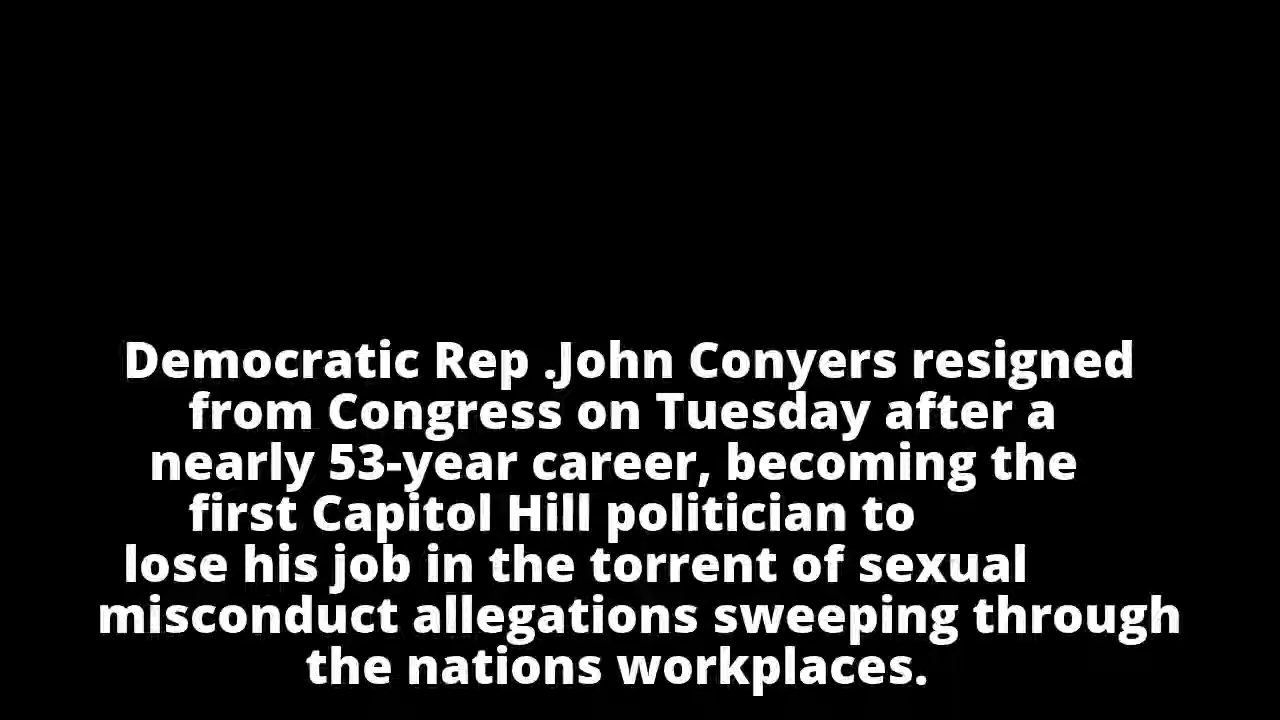 Democratic Rep .John Conyers resigned
from Congress on Tuesday after a
nearly 53-year career, becoming the
first Capitol Hill politician to
lose his job in the torrent of sexual
misconduct allegations sweeping through
the nations workplaces.